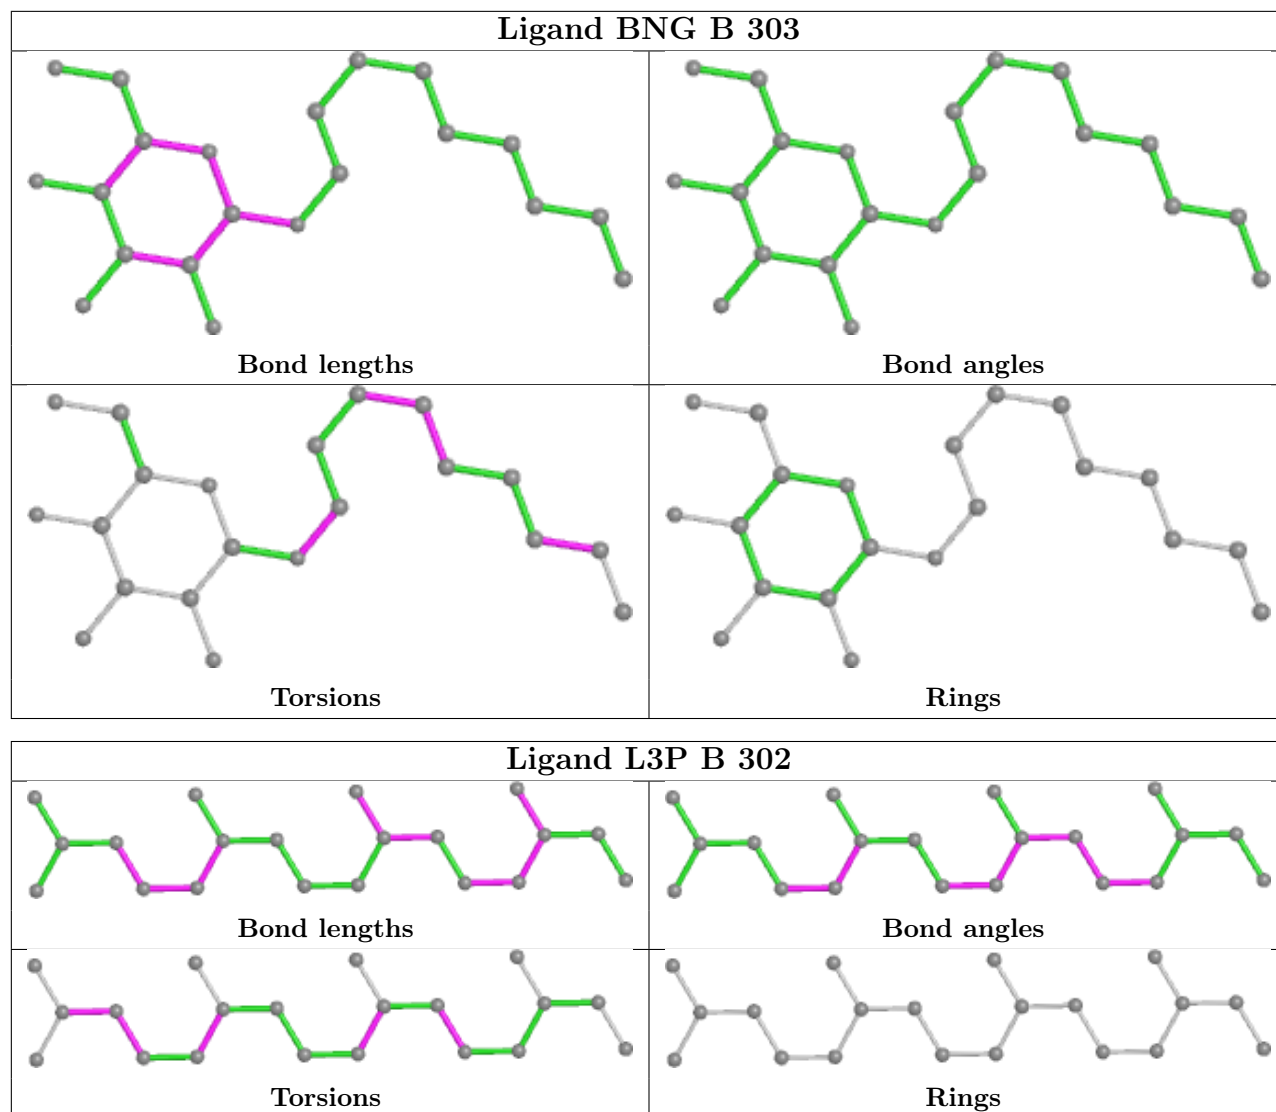 Ligand BNG B 303
Bond lengths
Bond angles
Torsions
Rings
Ligand L3P B 302
Bond lengths
Bond angles
Torsions
Rings